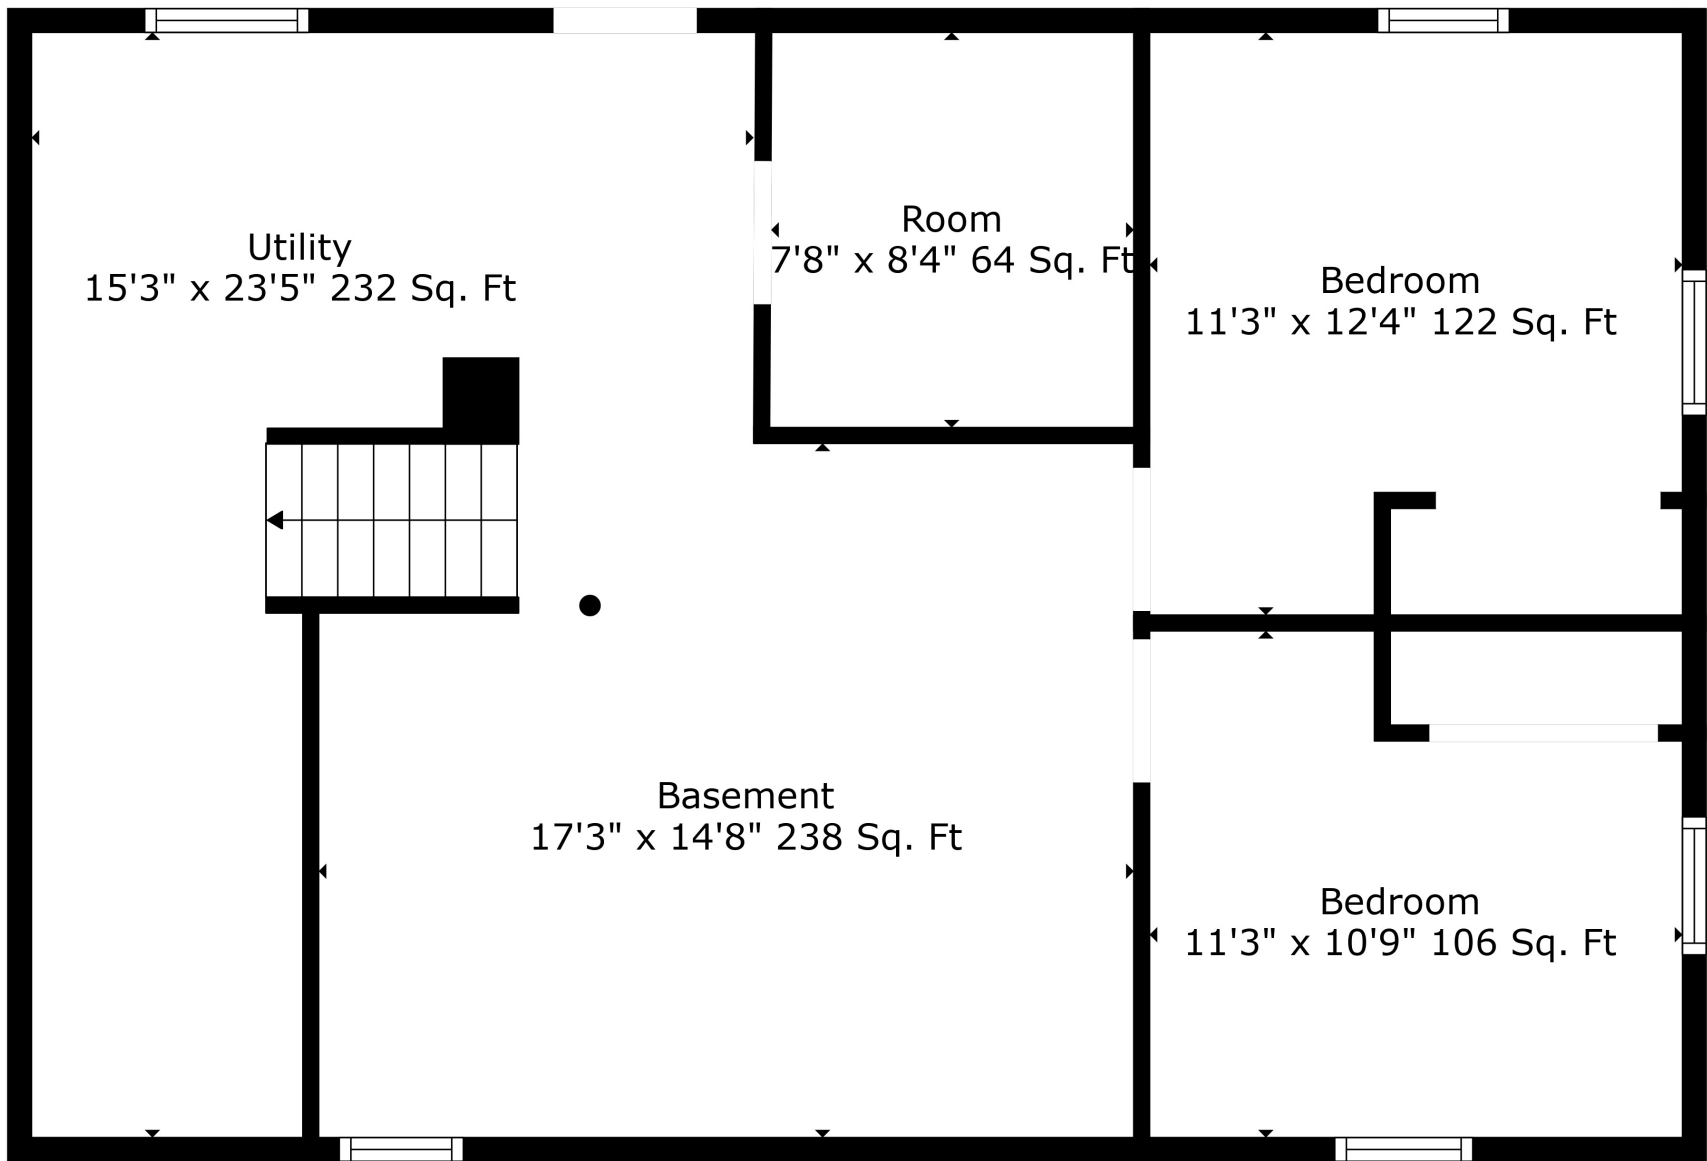 Utility
15'3" x 23'5" 232 Sq. Ft
Room
7'8" x 8'4" 64 Sq. Ft
Bedroom
11'3" x 12'4" 122 Sq. Ft
Basement
17'3" x 14'8" 238 Sq. Ft
Bedroom
11'3" x 10'9" 106 Sq. Ft